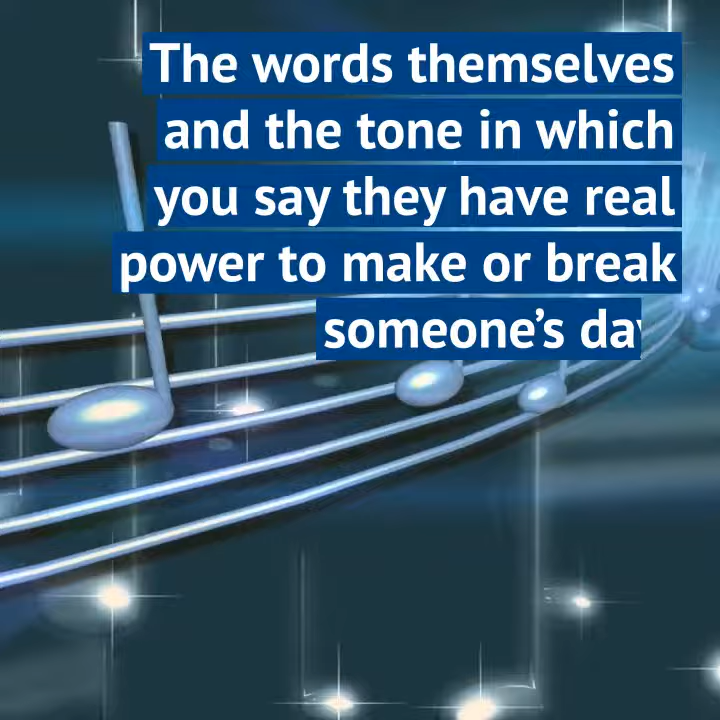 The words themselves
and the tone in which
you say they have real
power to make or break
someone’s day